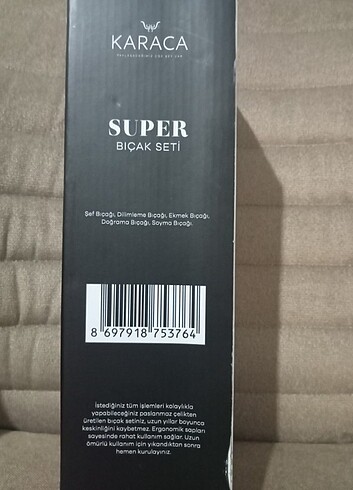 KARACA
SUPER
BIÇAK SETİ
Şef Bıçağı, Dilimleme Bıçağı, Ekmek Bıçağı,
Doğrama Bıçağı, Soyma Bıçağı.
8 697918 753764
İstediğiniz tüm işlemleri kolaylıkla
yapabileceğiniz paslanmaz çelikten
üretilen bıçak setiniz, uzun yıllar boyunca
keskinliğini kaybetmez. Ergonomik sapları
sayesinde rahat kullanım sağlar. Uzun
ömürlü kullanım için yıkandıktan sonra
hemen kurulayınız.